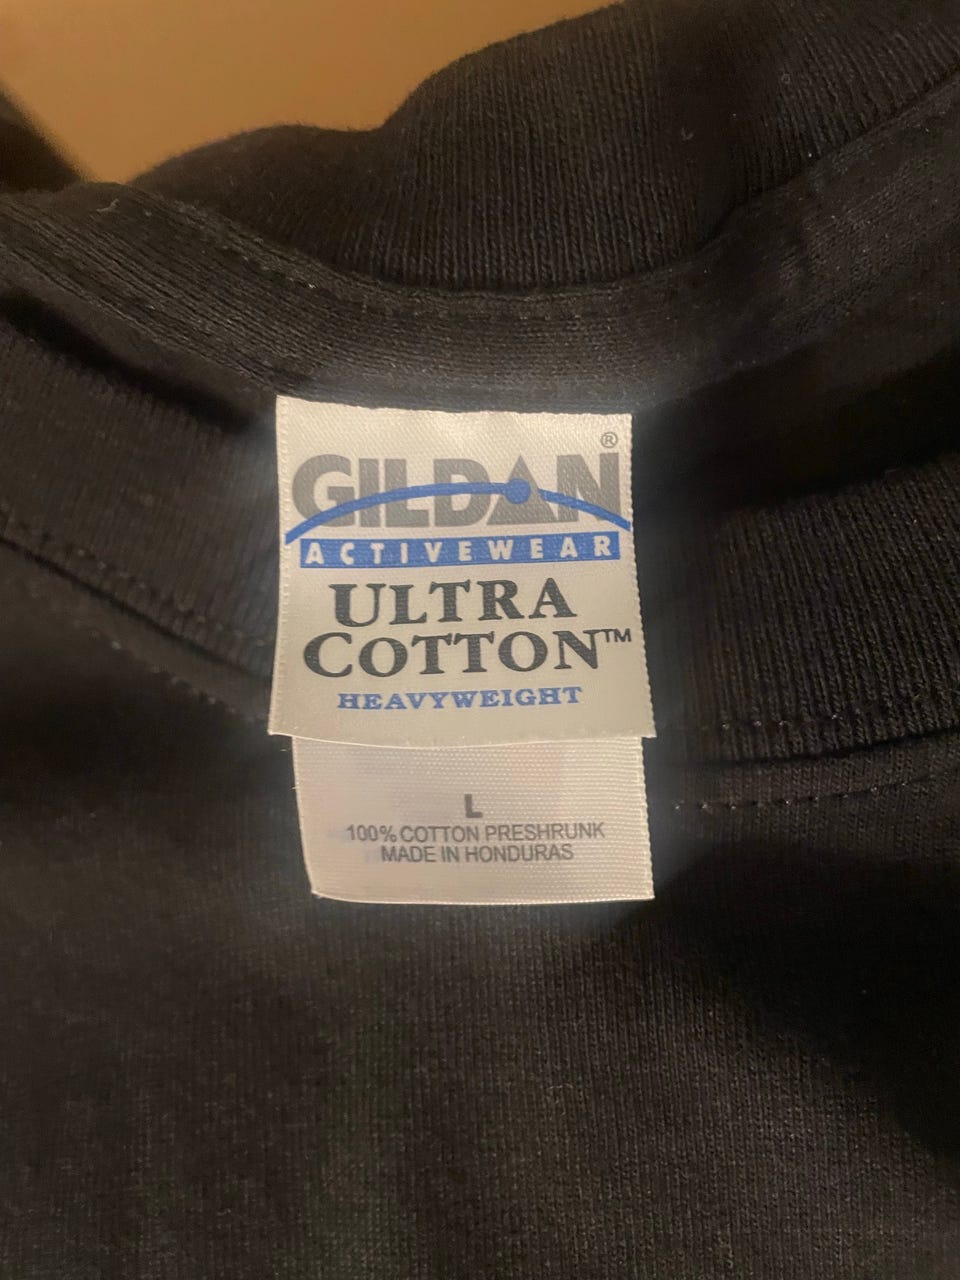 GILDAN®
ACTIVEWEAR
ULTRA
COTTON™
HEAVYWEIGHT
L
100% COTTON PRESHRUNK
MADE IN HONDURAS